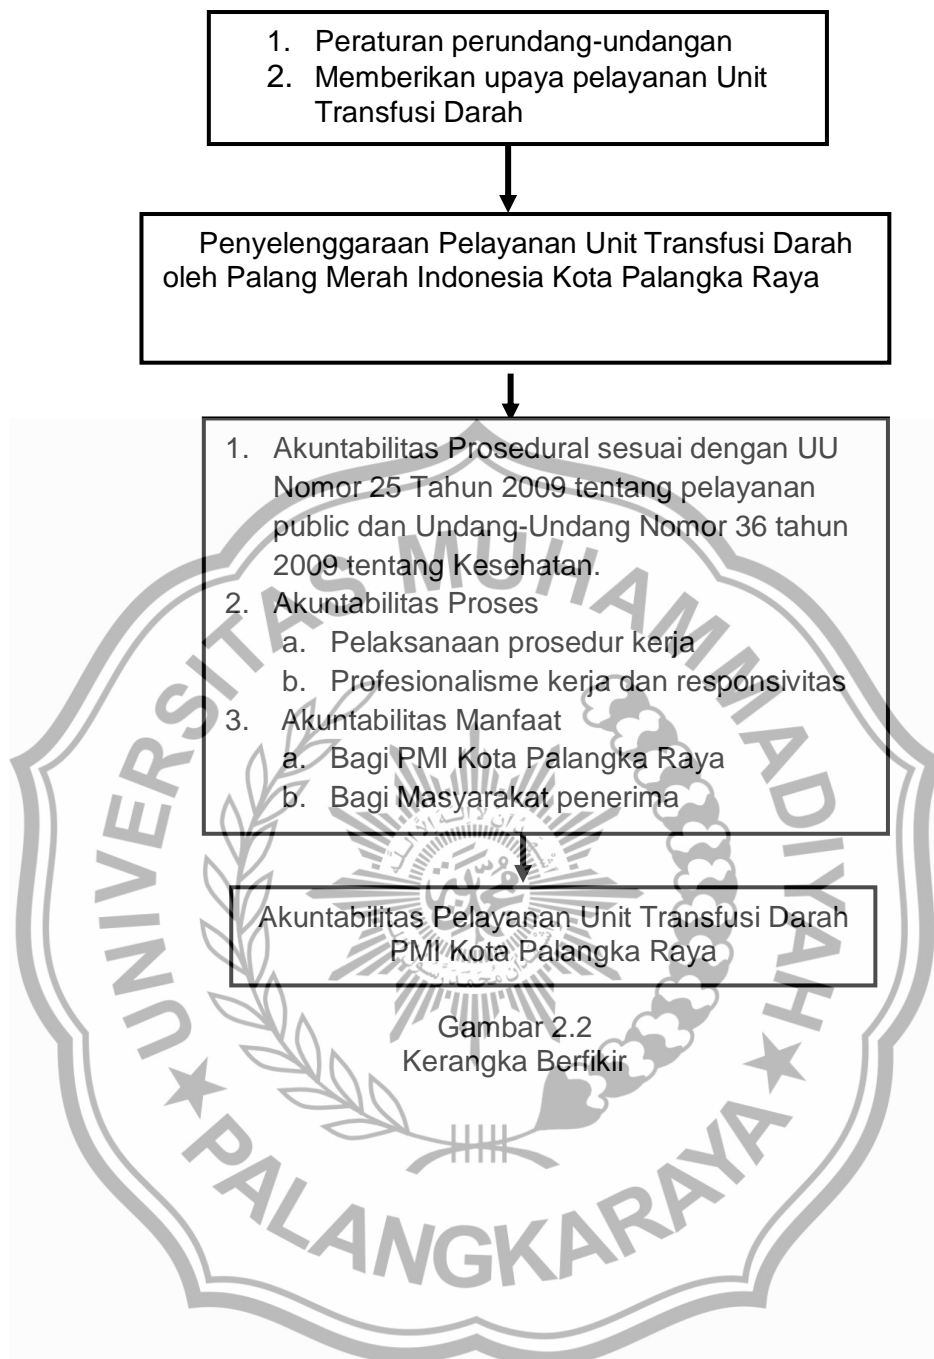 1. Peraturan perundang-undangan
2. Memberikan upaya pelayanan Unit
Transfusi Darah
Penyelenggaraan Pelayanan Unit Transfusi Darah
oleh Palang Merah Indonesia Kota Palangka Raya
1. Akuntabilitas Prosedural sesuai dengan UU
Nomor 25 Tahun 2009 tentang pelayanan
public dan Undang-Undang Nomor 36 tahun
2009 tentang Kesehatan.
2. Akuntabilitas Proses
a. Pelaksanaan prosedur kerja
b. Profesionalisme kerja dan responsivitas
3. Akuntabilitas Manfaat
a. Bagi PMI Kota Palangka Raya
b. Bagi Masyarakat penerima
Akuntabilitas Pelayanan Unit Transfusi Darah
PMI Kota Palangka Raya
Gambar 2.2
Kerangka Berfikir
UNIVERSITAS MUHAMMADIYAH
PALANGKARAYA